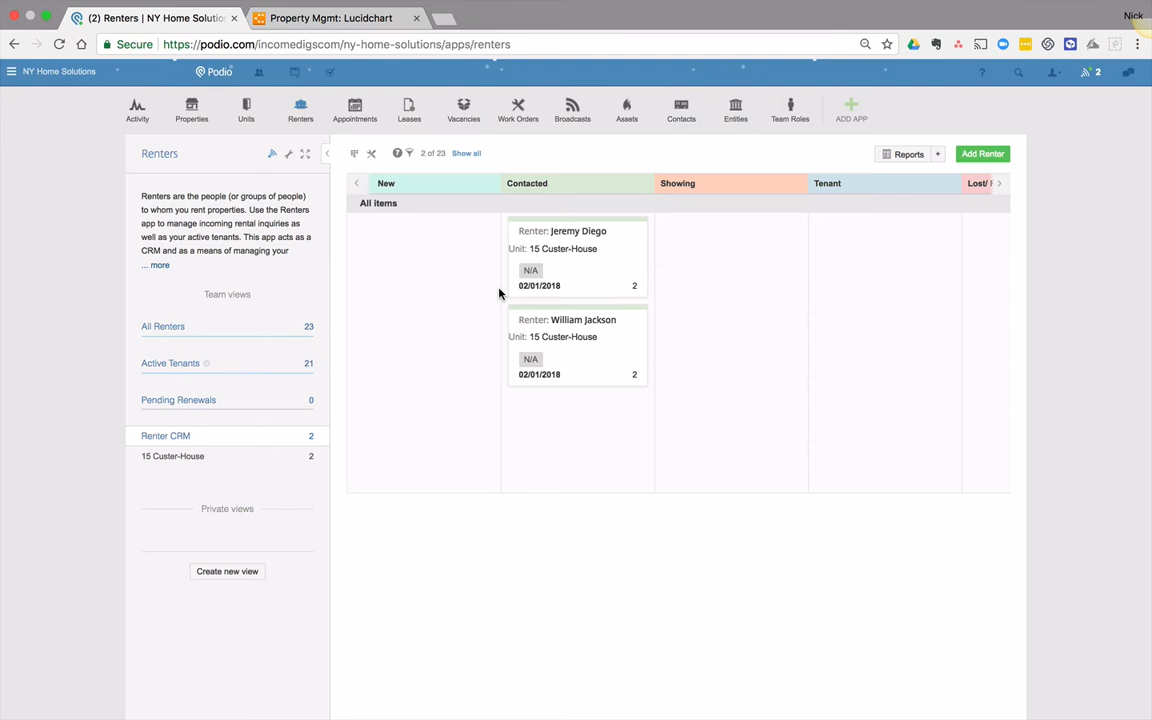 (2) Renters | NY Home Solution
Property Mgmt: Lucidchart
Nick
Secure
https://podio.com/incomedigscom/ny-home-solutions/apps/renters
NY Home Solutions
Podio
? 2
Activity
Properties
Units
Renters
Appointments
Leases
Vacancies
Work Orders
Broadcasts
Assets
Contacts
Entities
Team Roles
ADD APP
Renters
? 2 of 23 Show all
Reports +
Add Renter
Renters are the people (or groups of people)
to whom you rent properties. Use the Renters
app to manage incoming rental inquiries as
well as your active tenants. This app acts as a
CRM and as a means of managing your
... more
Team views
All Renters 23
Active Tenants 21
Pending Renewals 0
Renter CRM 2
15 Custer-House 2
Private views
Create new view
New
Contacted
Showing
Tenant
Lost/
All items
Renter: Jeremy Diego
Unit: 15 Custer-House
N/A
02/01/2018 2
Renter: William Jackson
Unit: 15 Custer-House
N/A
02/01/2018 2